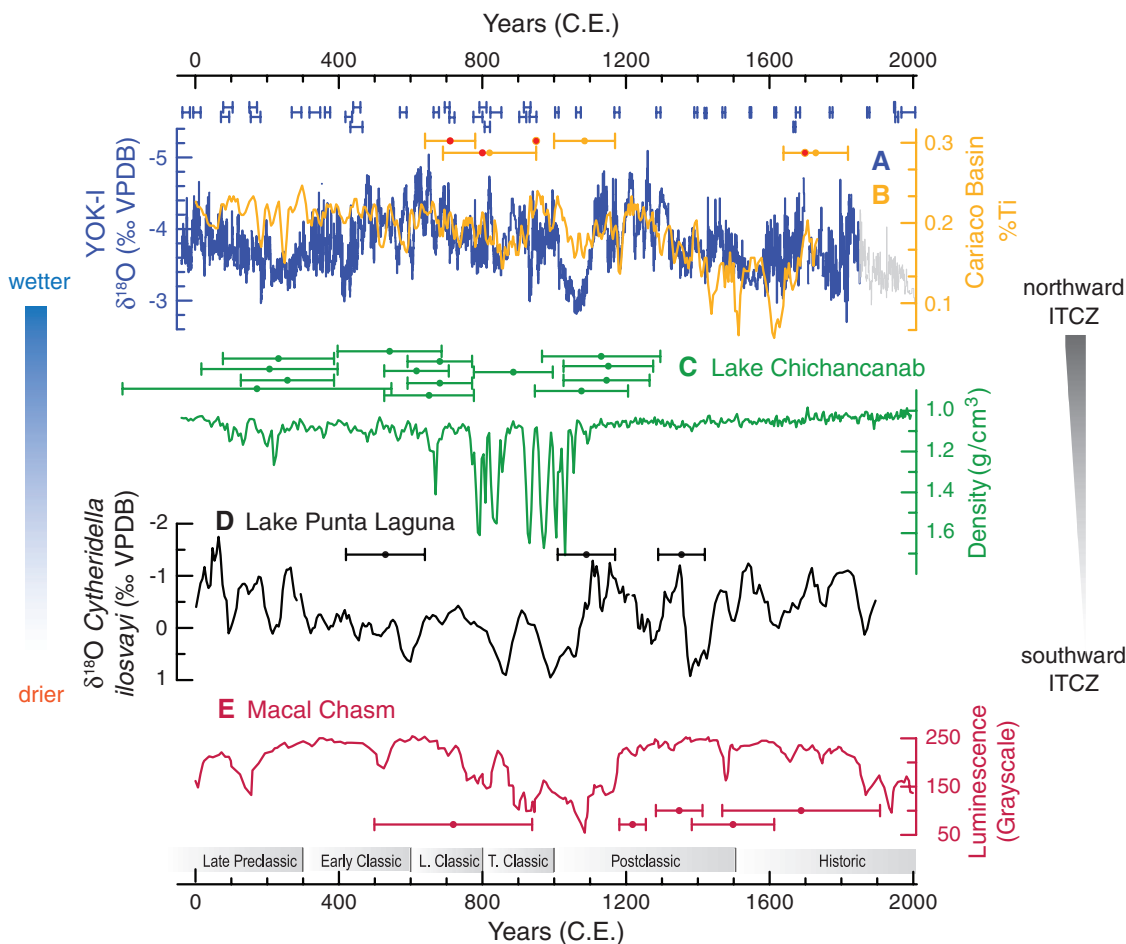 Years (C.E.)
0 400 800 1200 1600 2000
YOK-I
δ¹⁸O (‰ VPDB)
-5
-4
-3
A
B
0.3
0.2
0.1
Cariaco Basin
%Ti
wetter
drier
northward
ITCZ
southward
ITCZ
C Lake Chichancanab
1.0
1.2
1.4
1.6
Density (g/cm³)
D Lake Punta Laguna
δ¹⁸O Cytheridella
ilosvayi (‰ VPDB)
-2
-1
0
1
E Macal Chasm
250
150
50
Luminescence
(Grayscale)
Late Preclassic Early Classic L. Classic T. Classic Postclassic Historic
0 400 800 1200 1600 2000
Years (C.E.)